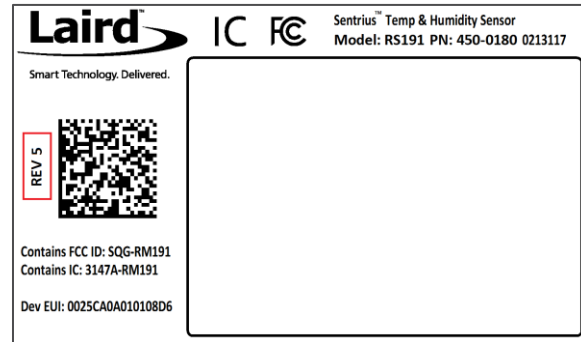 Laird™
Smart Technology. Delivered.
IC FC
Sentrius™ Temp & Humidity Sensor
Model: RS191 PN: 450-0180 0213117
REV 5
Contains FCC ID: SQG-RM191
Contains IC: 3147A-RM191
Dev EUI: 0025CA0A010108D6